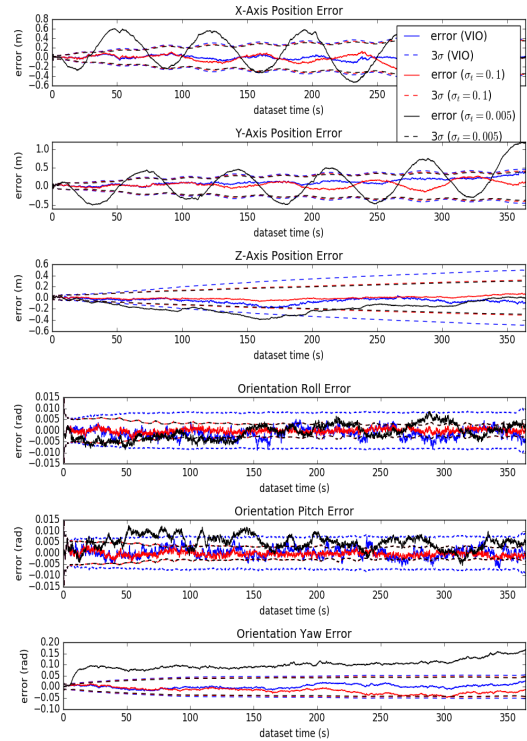 X-Axis Position Error
error (m)
0.8
0.6
0.4
0.2
0.0
−0.2
−0.4
−0.6
0 50 100 150 200 250
dataset time (s)
error (VIO)
3σ (VIO)
error (σₜ = 0.1)
3σ (σₜ = 0.1)
error (σₜ = 0.005)
3σ (σₜ = 0.005)
Y-Axis Position Error
error (m)
1.0
0.5
0.0
−0.5
0 50 100 150 200 250 300 350
dataset time (s)
Z-Axis Position Error
error (m)
0.6
0.4
0.2
0.0
−0.2
−0.4
−0.6
0 50 100 150 200 250 300 350
dataset time (s)
Orientation Roll Error
error (rad)
0.015
0.010
0.005
0.000
−0.005
−0.010
−0.015
0 50 100 150 200 250 300 350
dataset time (s)
Orientation Pitch Error
error (rad)
0.015
0.010
0.005
0.000
−0.005
−0.010
−0.015
0 50 100 150 200 250 300 350
dataset time (s)
Orientation Yaw Error
error (rad)
0.20
0.15
0.10
0.05
0.00
−0.05
−0.10
0 50 100 150 200 250 300 350
dataset time (s)